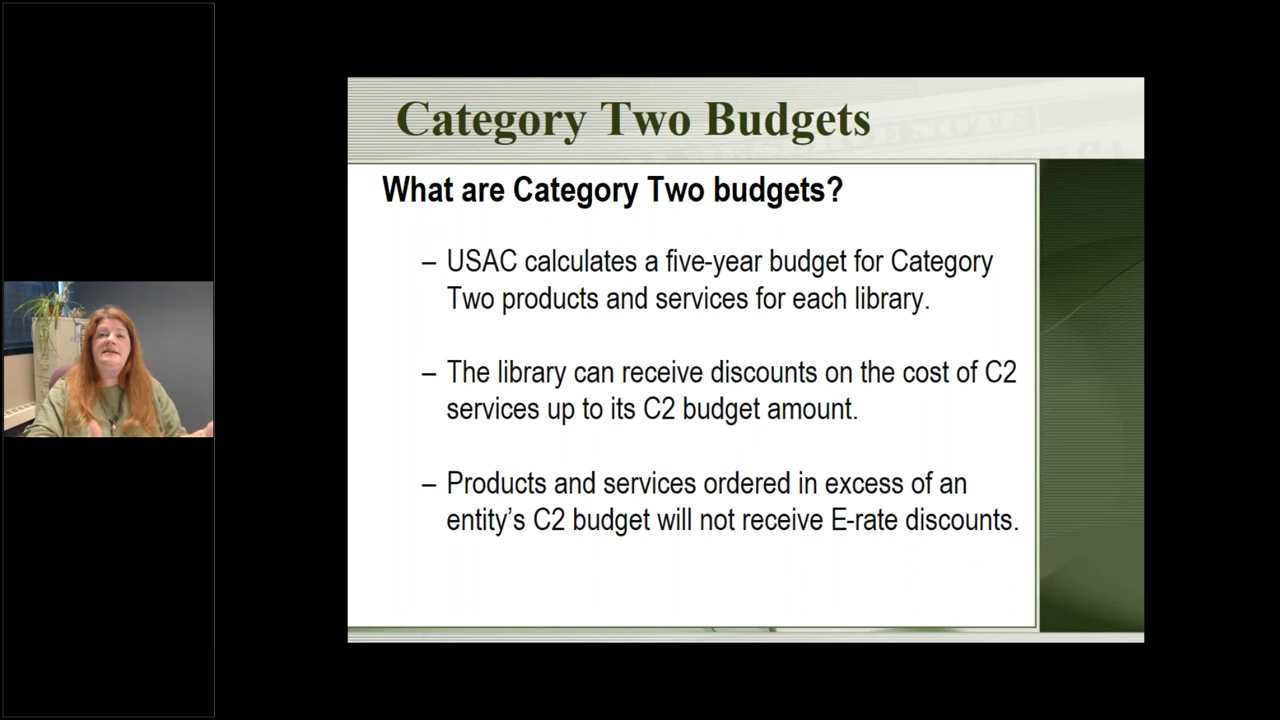 Category Two Budgets
What are Category Two budgets?
– USAC calculates a five-year budget for Category
Two products and services for each library.
– The library can receive discounts on the cost of C2
services up to its C2 budget amount.
– Products and services ordered in excess of an
entity’s C2 budget will not receive E-rate discounts.